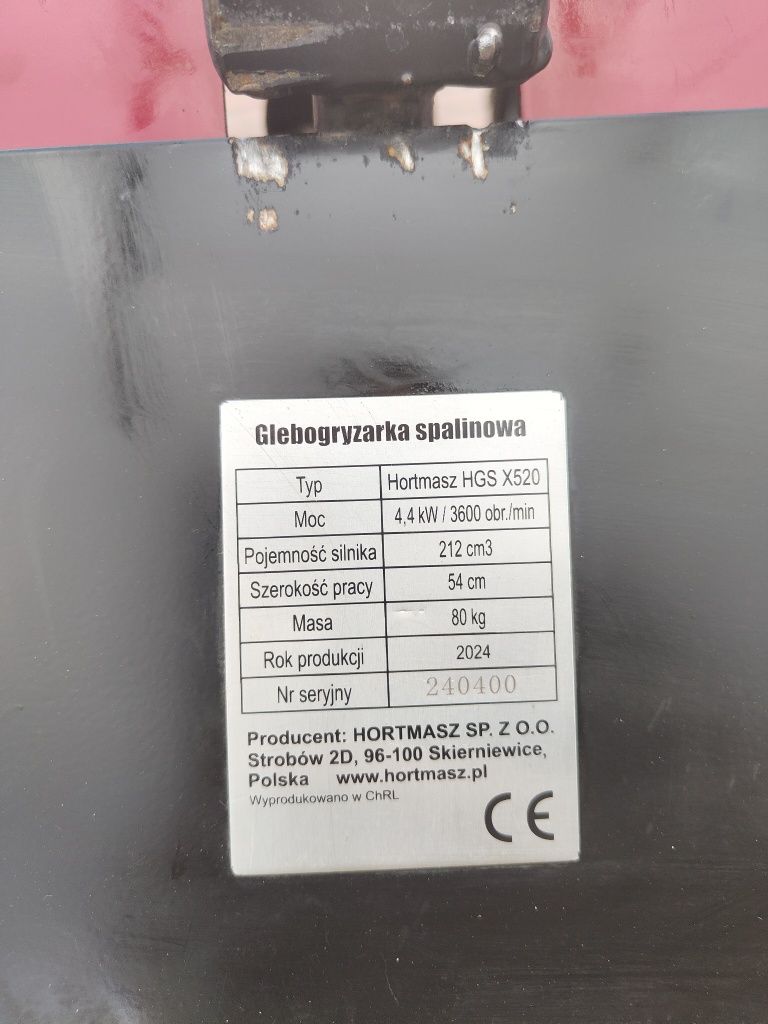 Glebogryzarka spalinowa
Typ Hortmasz HGS X520
Moc 4,4 kW / 3600 obr./min
Pojemność silnika 212 cm3
Szerokość pracy 54 cm
Masa 80 kg
Rok produkcji 2024
Nr seryjny 240400
Producent: HORTMASZ SP. Z O.O.
Strobów 2D, 96-100 Skierniewice,
Polska www.hortmasz.pl
Wyprodukowano w ChRL
CE